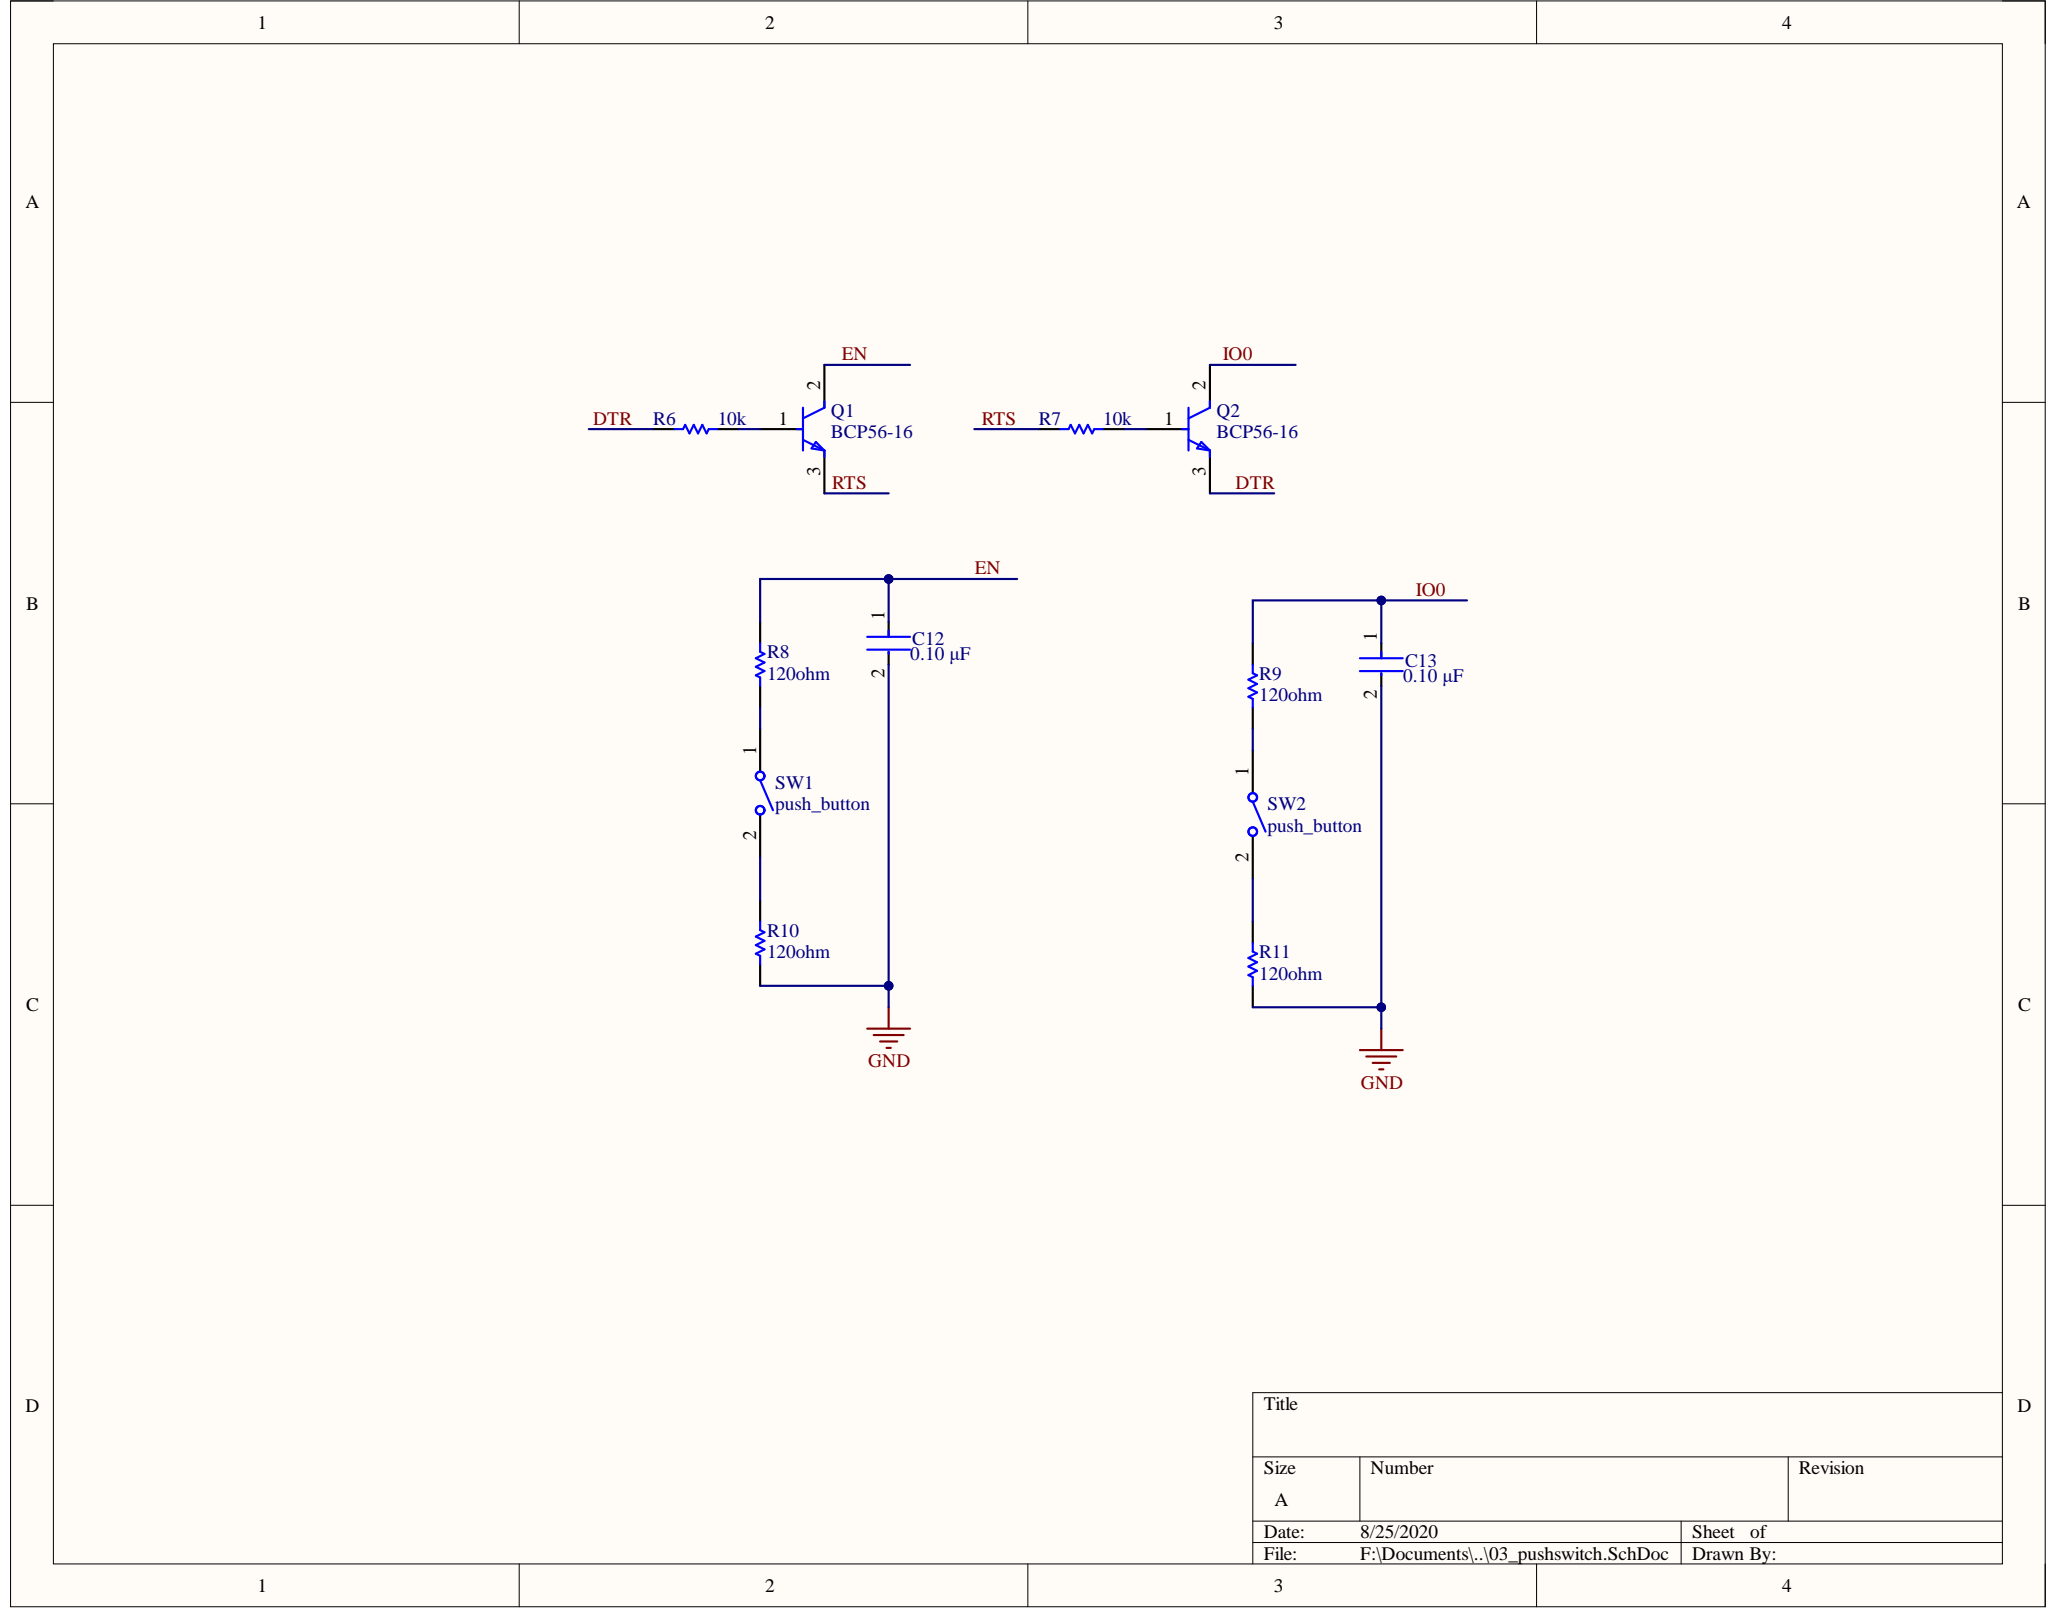 1 2 3 4
A A
EN IO0
2 2
DTR R6 10k 1 Q1 RTS R7 10k 1 Q2
BCP56-16 BCP56-16
3 3
RTS DTR
EN
IO0
B B
1 1
C12
0.10 µF
R8
120ohm
2
C13
0.10 µF
R9
120ohm
2
1 1
SW1
push_button
SW2
push_button
2 2
R10
120ohm
R11
120ohm
C C
GND
GND
D D
Title
Size Number Revision
A
Date: 8/25/2020 Sheet of
File: F:\Documents\..\03_pushswitch.SchDoc Drawn By:
1 2 3 4